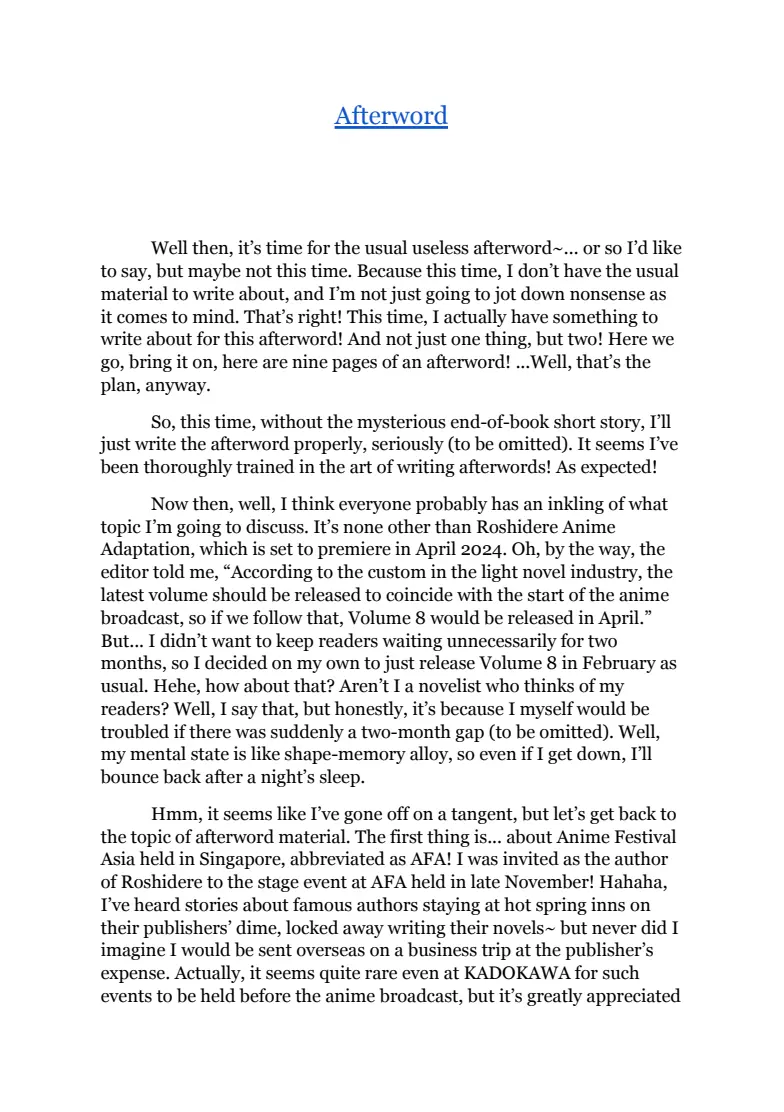 Afterword
Well then, it’s time for the usual useless afterword~... or so I’d like
to say, but maybe not this time. Because this time, I don’t have the usual
material to write about, and I’m not just going to jot down nonsense as
it comes to mind. That’s right! This time, I actually have something to
write about for this afterword! And not just one thing, but two! Here we
go, bring it on, here are nine pages of an afterword! ...Well, that’s the
plan, anyway.
So, this time, without the mysterious end-of-book short story, I’ll
just write the afterword properly, seriously (to be omitted). It seems I’ve
been thoroughly trained in the art of writing afterwords! As expected!
Now then, well, I think everyone probably has an inkling of what
topic I’m going to discuss. It’s none other than Roshidere Anime
Adaptation, which is set to premiere in April 2024. Oh, by the way, the
editor told me, “According to the custom in the light novel industry, the
latest volume should be released to coincide with the start of the anime
broadcast, so if we follow that, Volume 8 would be released in April.”
But... I didn’t want to keep readers waiting unnecessarily for two
months, so I decided on my own to just release Volume 8 in February as
usual. Hehe, how about that? Aren’t I a novelist who thinks of my
readers? Well, I say that, but honestly, it’s because I myself would be
troubled if there was suddenly a two-month gap (to be omitted). Well,
my mental state is like shape-memory alloy, so even if I get down, I’ll
bounce back after a night’s sleep.
Hmm, it seems like I’ve gone off on a tangent, but let’s get back to
the topic of afterword material. The first thing is... about Anime Festival
Asia held in Singapore, abbreviated as AFA! I was invited as the author
of Roshidere to the stage event at AFA held in late November! Hahaha,
I’ve heard stories about famous authors staying at hot spring inns on
their publishers’ dime, locked away writing their novels~ but never did I
imagine I would be sent overseas on a business trip at the publisher’s
expense. Actually, it seems quite rare even at KADOKAWA for such
events to be held before the anime broadcast, but it’s greatly appreciated